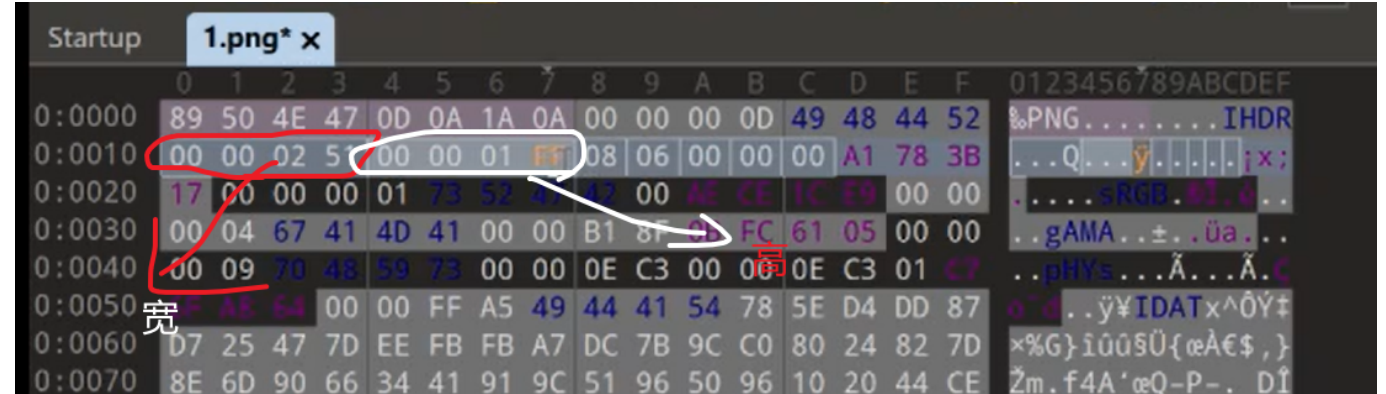 Startup 1.png* ×
0 1 2 3 4 5 6 7 8 9 A B C D E F 0123456789ABCDEF
0:0000 89 50 4E 47 0D 0A 1A 0A 00 00 00 0D 49 48 44 52 ‰PNG........IHDR
0:0010 00 00 02 51 00 00 01 FF 08 06 00 00 00 A1 78 3B ...Q...ÿ.....¡x;
0:0020 17 00 00 00 01 73 52 47 42 00 AE CE 1C E9 00 00 .....sRGB.®Î.é..
0:0030 00 04 67 41 4D 41 00 00 B1 8F 0B FC 61 05 00 00 ..gAMA..±..üa...
高
0:0040 00 09 70 48 59 73 00 00 0E C3 00 00 0E C3 01 C7 ..pHYs...Ã...Ã.Ç
0:0050 6F A8 64 00 00 FF A5 49 44 41 54 78 5E D4 DD 87 o¨d..ÿ¥IDATx^ÔÝ‡
宽
0:0060 D7 25 47 7D EE FB FB A7 DC 7B 9C C0 80 24 82 7D ×%G}îûû§Ü{œÀ€$‚}
0:0070 8E 6D 90 66 34 41 91 9C 51 96 50 96 10 20 44 CE Žm.f4A‘œQ–P–. DÎ